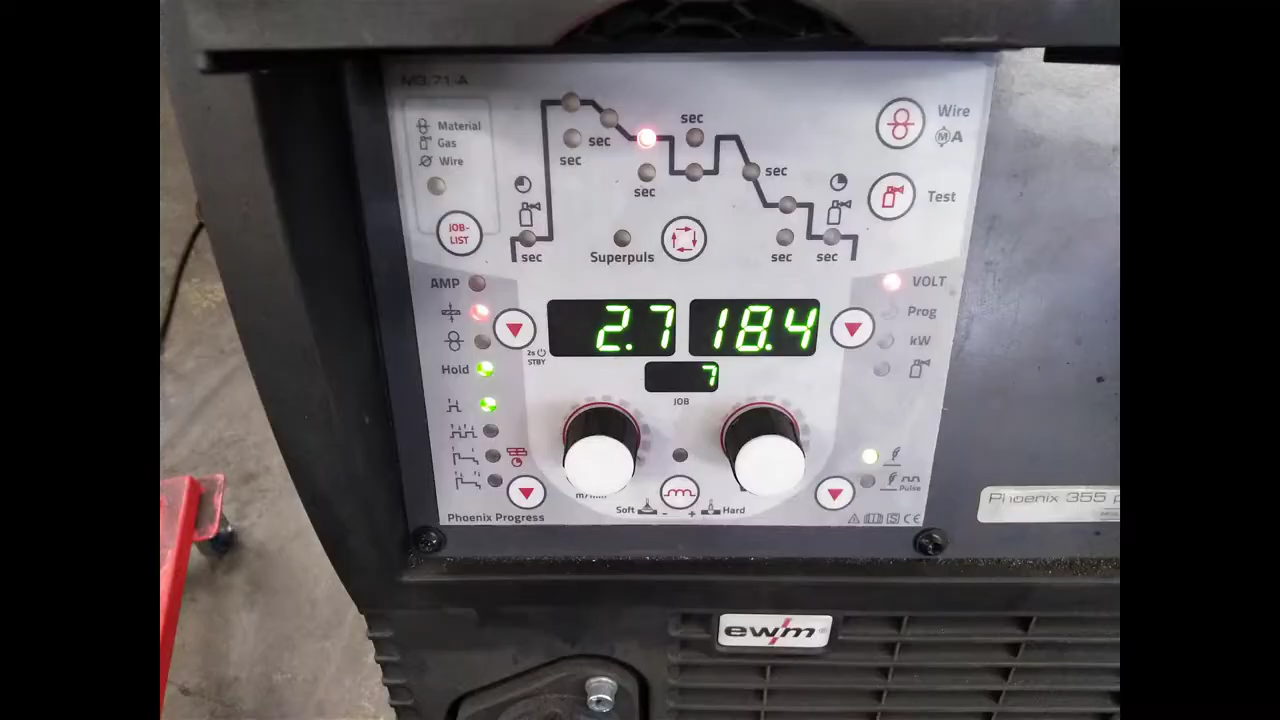 M3.71-A
Material
Gas
Wire
JOB-LIST
sec
sec
sec
sec
sec
sec
sec
sec
Superpuls
Wire
M A
Test
AMP
Hold
2s
STBY
2.7
18.4
7
JOB
VOLT
Prog
kW
m/min
Soft
-
+
Hard
Pulse
Phoenix Progress
S CE
Phoenix 355 p
ewm